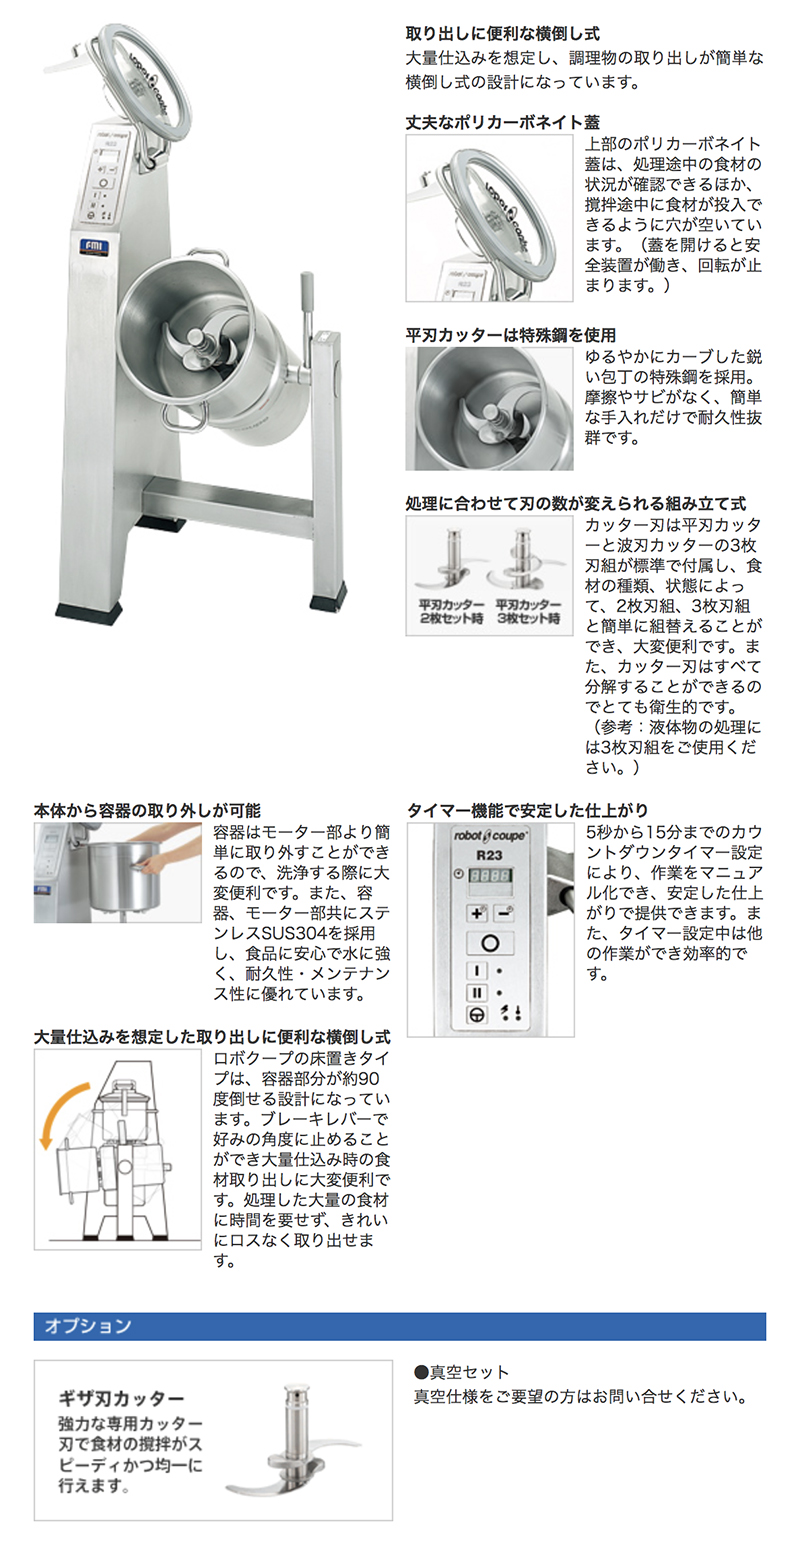 取り出しに便利な横倒し式
大量仕込みを想定し、調理物の取り出しが簡単な
横倒し式の設計になっています。
丈夫なポリカーボネイト蓋
上部のポリカーボネイト
蓋は、処理途中の食材の
状況が確認できるほか、
撹拌途中に食材が投入で
きるように穴が空いてい
ます。（蓋を開けると安
全装置が働き、回転が止
まります。）
robot coupe
robot coupe
R23
FMI
robot coupe
robot coupe
R23
平刃カッターは特殊鋼を使用
ゆるやかにカーブした鋭
い包丁の特殊鋼を採用。
摩擦やサビがなく、簡単
な手入れだけで耐久性抜
群です。
処理に合わせて刃の数が変えられる組み立て式
平刃カッター
2枚セット時
平刃カッター
3枚セット時
カッター刃は平刃カッタ
ーと波刃カッターの3枚
刃組が標準で付属し、食
材の種類、状態によっ
て、2枚刃組、3枚刃組
と簡単に組替えることが
でき、大変便利です。ま
た、カッター刃はすべて
分解することができるの
でとても衛生的です。
（参考：液体物の処理に
は3枚刃組をご使用くだ
さい。）
本体から容器の取り外しが可能
容器はモーター部より簡
単に取り外すことができ
るので、洗浄する際に大
変便利です。また、容
器、モーター部共にステ
ンレスSUS304を採用
し、食品に安心で水に強
く、耐久性・メンテナン
ス性に優れています。
タイマー機能で安定した仕上がり
robot coupe
R23
8888
+
−
I
II
5秒から15分までのカウ
ントダウンタイマー設定
により、作業をマニュア
ル化でき、安定した仕上
がりで提供できます。ま
た、タイマー設定中は他
の作業ができ効率的で
す。
大量仕込みを想定した取り出しに便利な横倒し式
ロボクープの床置きタイ
プは、容器部分が約90
度倒せる設計になってい
ます。ブレーキレバーで
好みの角度に止めること
ができ大量仕込み時の食
材取り出しに大変便利で
す。処理した大量の食材
に時間を要せず、きれい
にロスなく取り出せま
す。
オプション
ギザ刃カッター
強力な専用カッター
刃で食材の撹拌がス
ピーディかつ均一に
行えます。
●真空セット
真空仕様をご要望の方はお問い合せください。